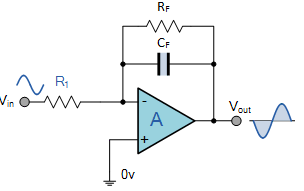 RF
CF
Vin
R1
-
A
+
Vout
0v